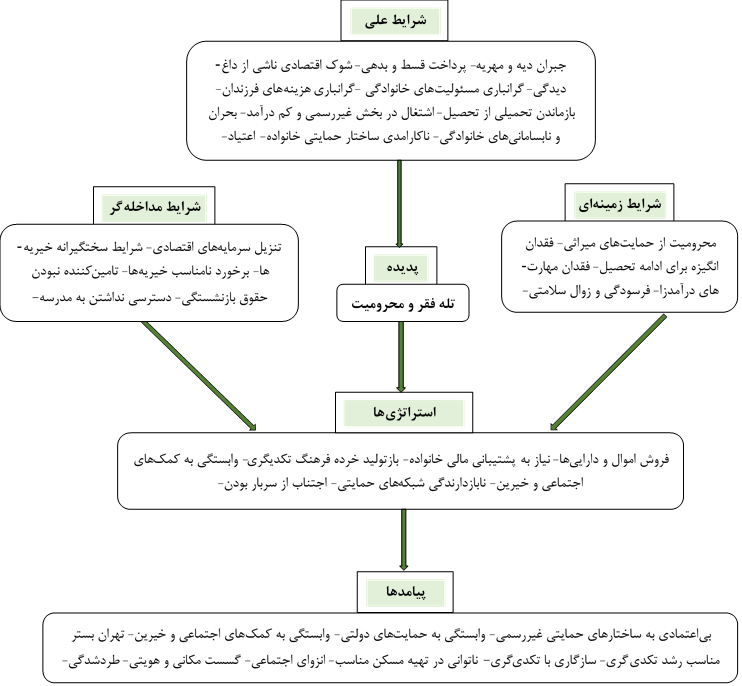 شرایط علی
جبران دیه و مهریه- پرداخت قسط و بدهی- شوک اقتصادی ناشی از داغ-
دیدگی- گرانباری مسئولیت‌های خانوادگی -گرانباری هزینه‌های فرزندان-
بازماندن تحمیلی از تحصیل- اشتغال در بخش غیررسمی و کم درآمد- بحران
و نابسامانی‌های خانوادگی- ناکارامدی ساختار حمایتی خانواده- اعتیاد-
شرایط زمینه‌ای
محرومیت از حمایت‌های میراثی- فقدان
انگیزه برای ادامه تحصیل- فقدان مهارت-
های درآمدزا- فرسودگی و زوال سلامتی-
شرایط مداخله‌گر
تنزیل سرمایه‌های اقتصادی- شرایط سختگیرانه خیریه-
ها- برخورد نامناسب خیریه‌ها- تامین‌کننده نبودن
حقوق بازنشستگی- دسترسی نداشتن به مدرسه-
پدیده
تله فقر و محرومیت
استراتژی‌ها
فروش اموال و دارایی‌ها- نیاز به پشتیبانی مالی خانواده- بازتولید خرده فرهنگ تکدیگری- وابستگی به کمک‌های
اجتماعی و خیرین- نابازدارندگی شبکه‌های حمایتی- اجتناب از سربار بودن-
پیامدها
بی‌اعتمادی به ساختارهای حمایتی غیررسمی- وابستگی به حمایت‌های دولتی- وابستگی به کمک‌های اجتماعی و خیرین- تهران بستر
مناسب رشد تکدی‌گری- سازگاری با تکدی‌گری- ناتوانی در تهیه مسکن مناسب- انزوای اجتماعی- گسست مکانی و هویتی- طردشدگی-